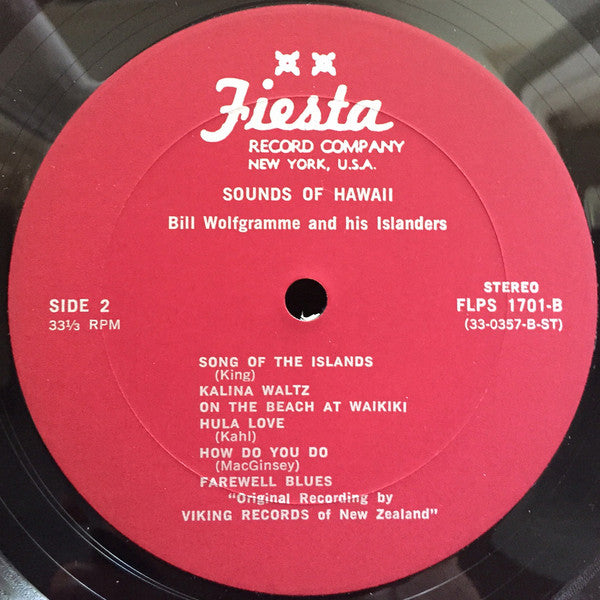 Fiesta
RECORD COMPANY
NEW YORK, U.S.A.
SOUNDS OF HAWAII
Bill Wolfgramme and his Islanders
SIDE 2
33⅓ RPM
STEREO
FLPS 1701-B
(33-0357-B-ST)
SONG OF THE ISLANDS
(King)
KALINA WALTZ
ON THE BEACH AT WAIKIKI
HULA LOVE
(Kahl)
HOW DO YOU DO
(MacGinsey)
FAREWELL BLUES
"Original Recording by
VIKING RECORDS of New Zealand"